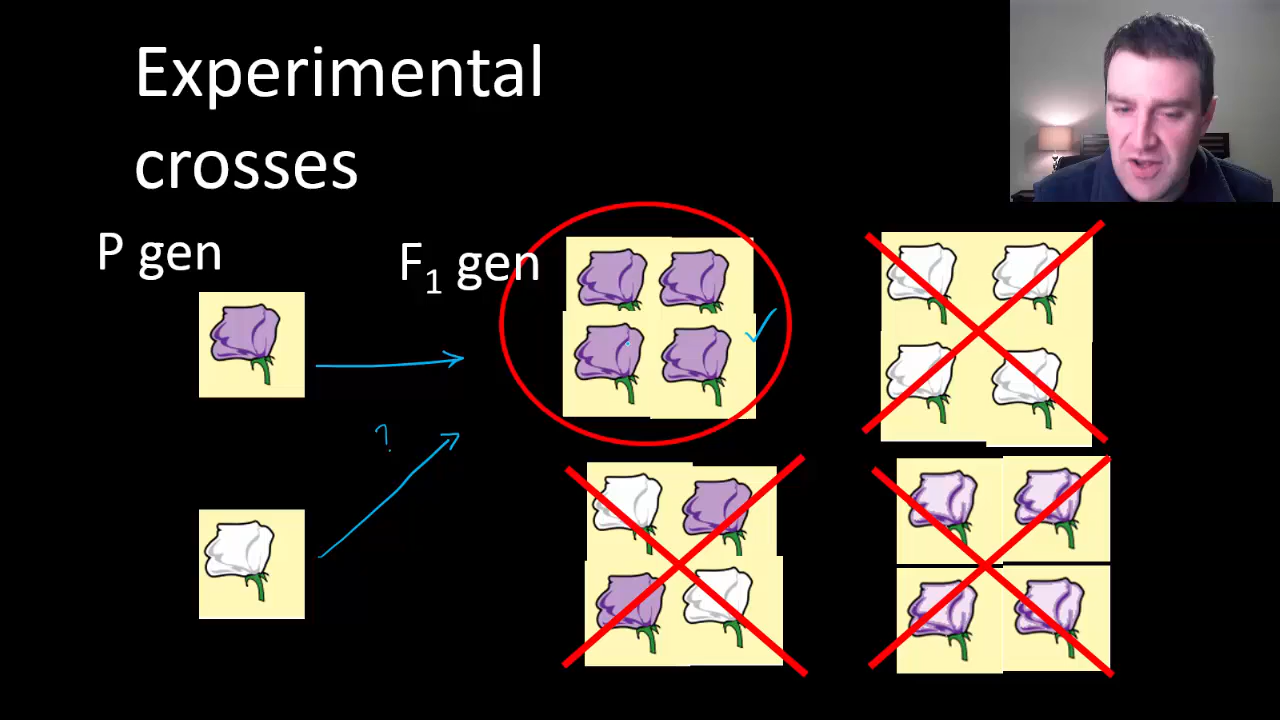 Experimental
crosses
P gen
F₁ gen
?